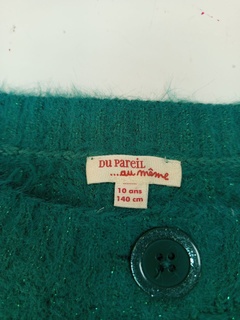 DU PAREIL
...au même
10 ans
140 cm